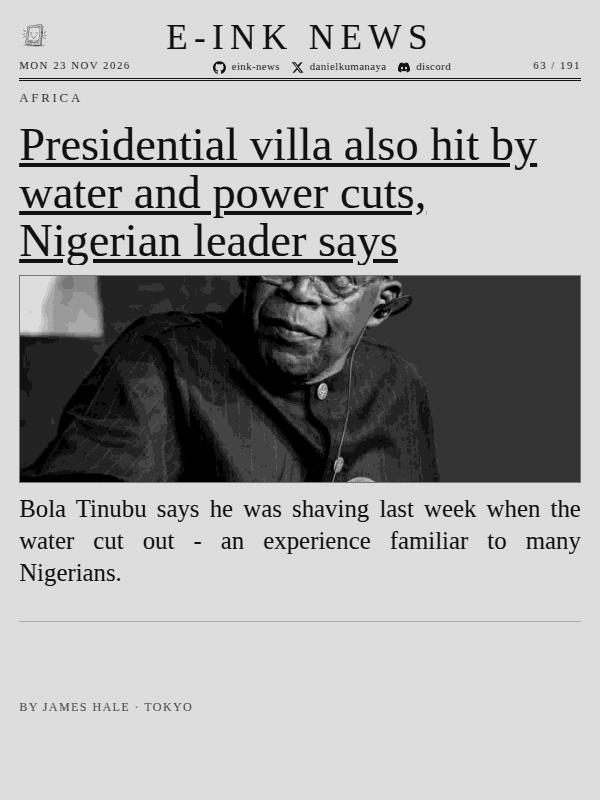 E-INK NEWS
MON 23 NOV 2026 eink-news danielkumanaya discord 63 / 191
AFRICA
Presidential villa also hit by
water and power cuts,
Nigerian leader says
Bola Tinubu says he was shaving last week when the
water cut out - an experience familiar to many
Nigerians.
BY JAMES HALE · TOKYO